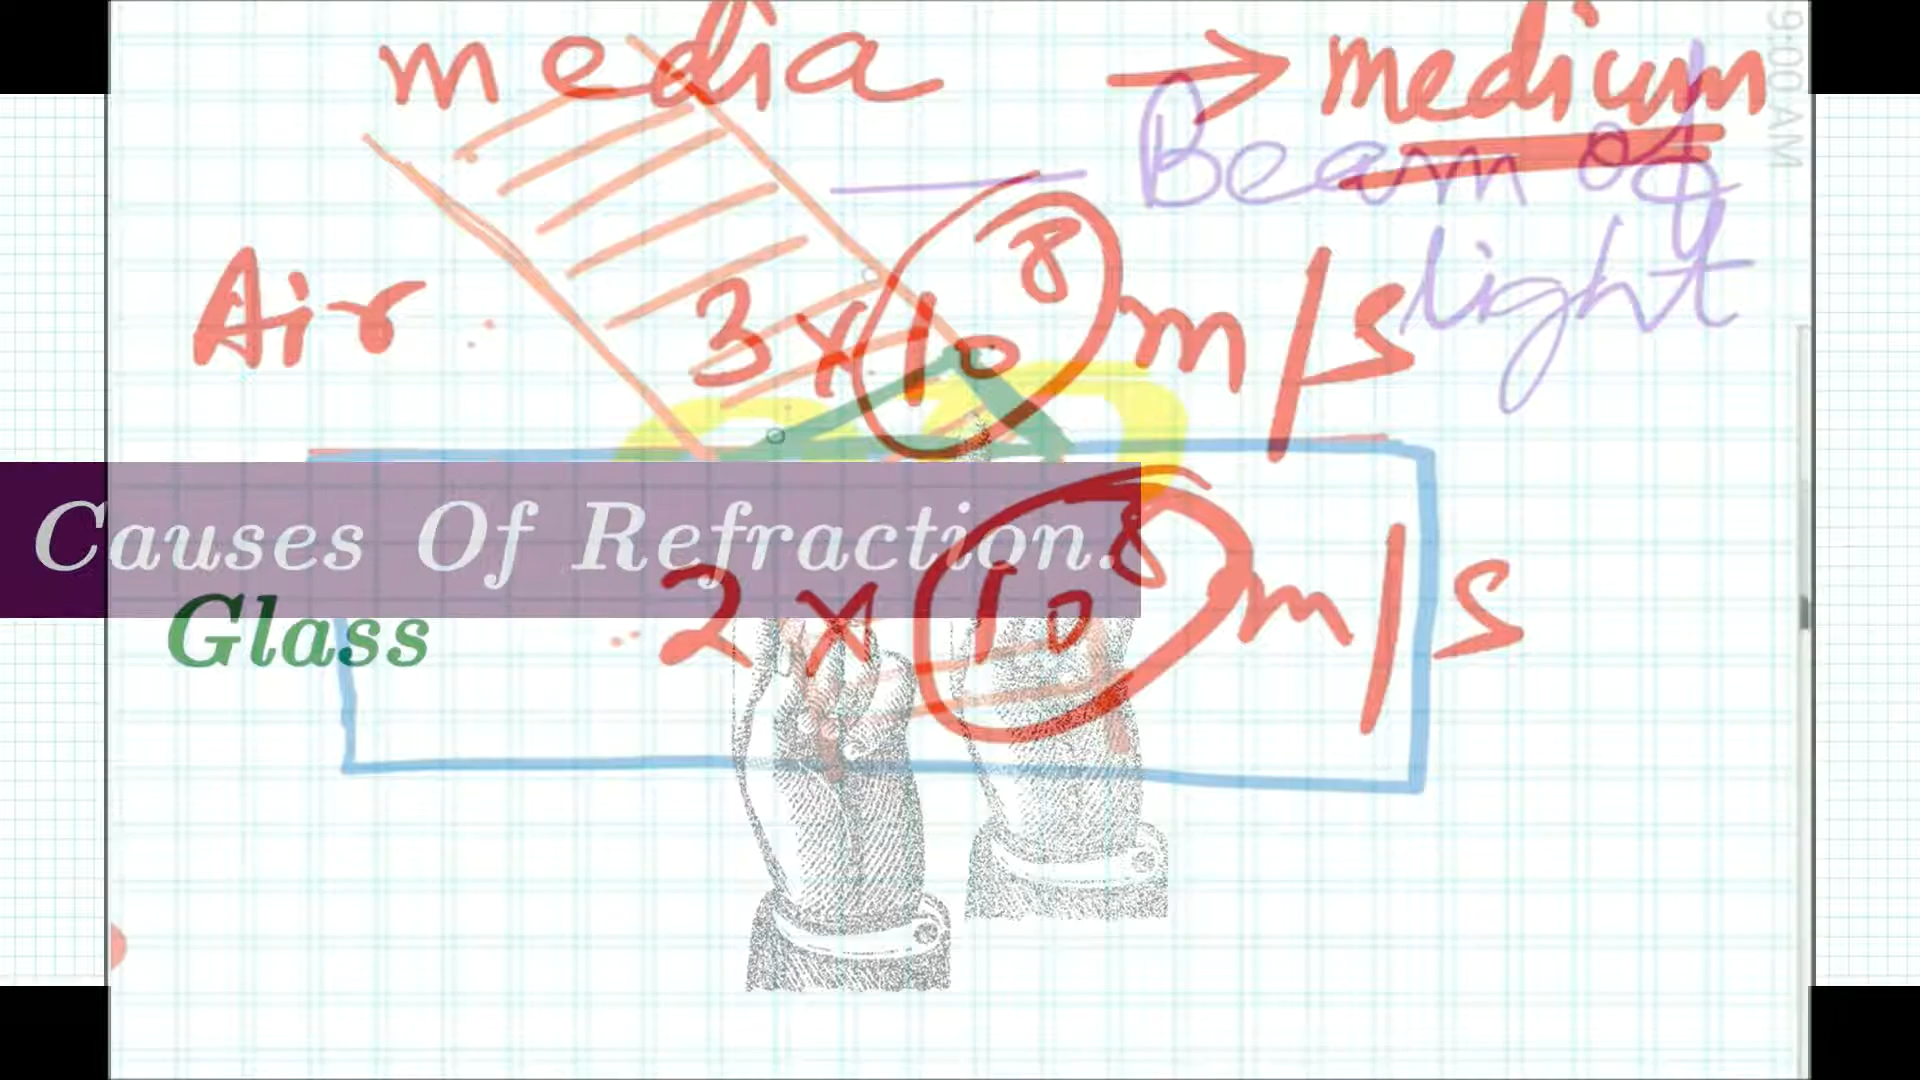 media → medium
Beam of
light
Air 3 x 10⁸ m/s
Causes Of Refraction.
Glass 2 x 10⁸ m/s
9:00 AM